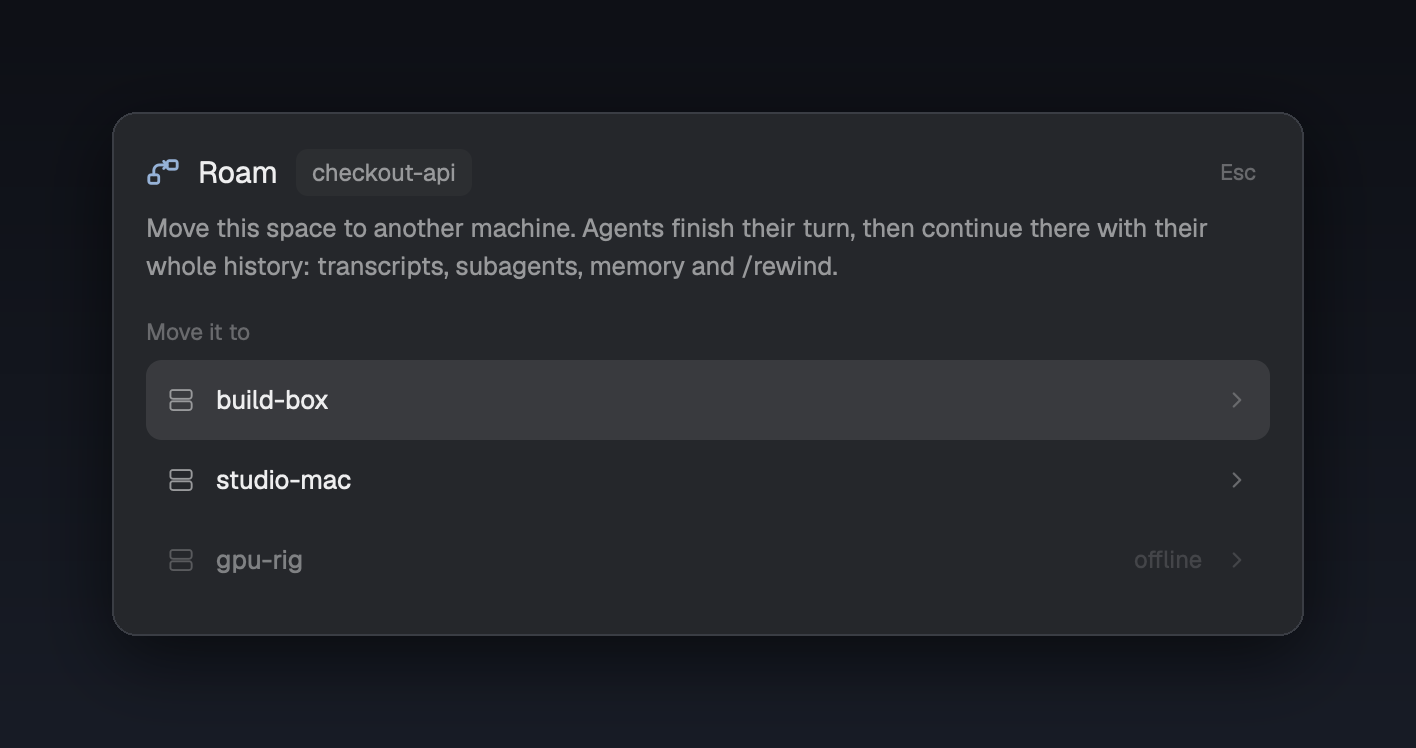 Roam checkout-api Esc
Move this space to another machine. Agents finish their turn, then continue there with their
whole history: transcripts, subagents, memory and /rewind.
Move it to
build-box
studio-mac
gpu-rig offline